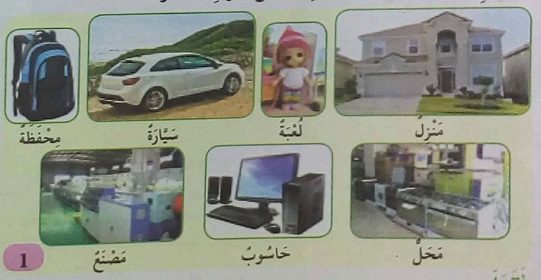 مَنْزِلٌ لُعْبَةٌ سَيَّارَةٌ مِحْفَظَةٌ
مَحَلٌّ حَاسُوبٌ مَصْنَعٌ
1